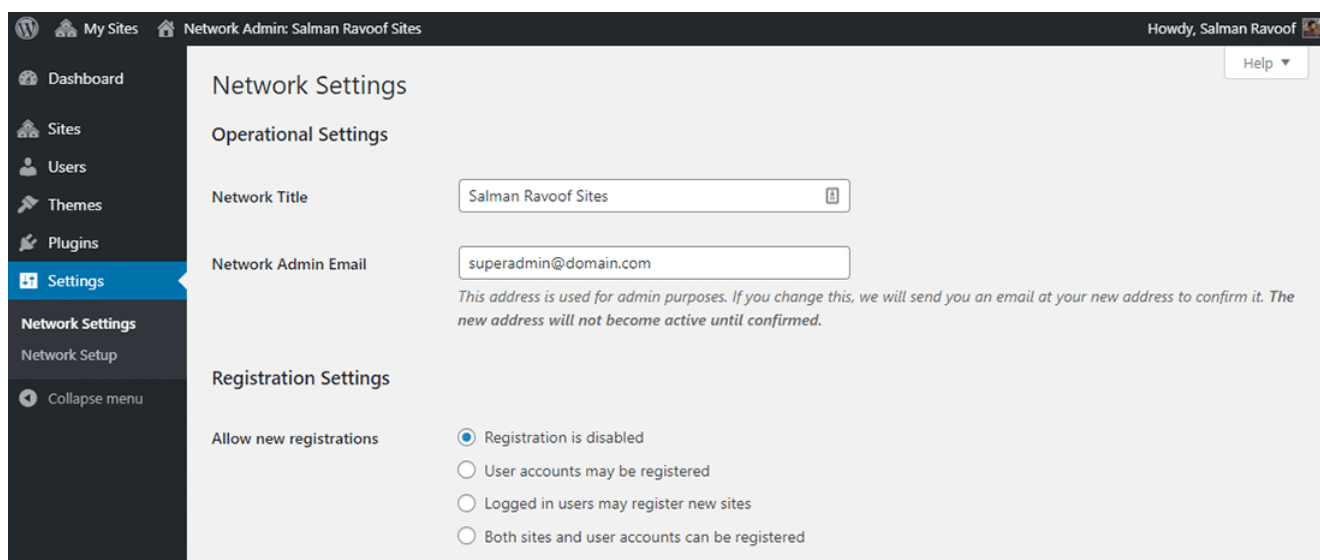 My Sites Network Admin: Salman Ravoof Sites Howdy, Salman Ravoof
Help
Dashboard
Sites
Users
Themes
Plugins
Settings
Network Settings
Network Setup
Collapse menu
Network Settings
Operational Settings
Network Title Salman Ravoof Sites
Network Admin Email superadmin@domain.com
This address is used for admin purposes. If you change this, we will send you an email at your new address to confirm it. The
new address will not become active until confirmed.
Registration Settings
Allow new registrations Registration is disabled
User accounts may be registered
Logged in users may register new sites
Both sites and user accounts can be registered